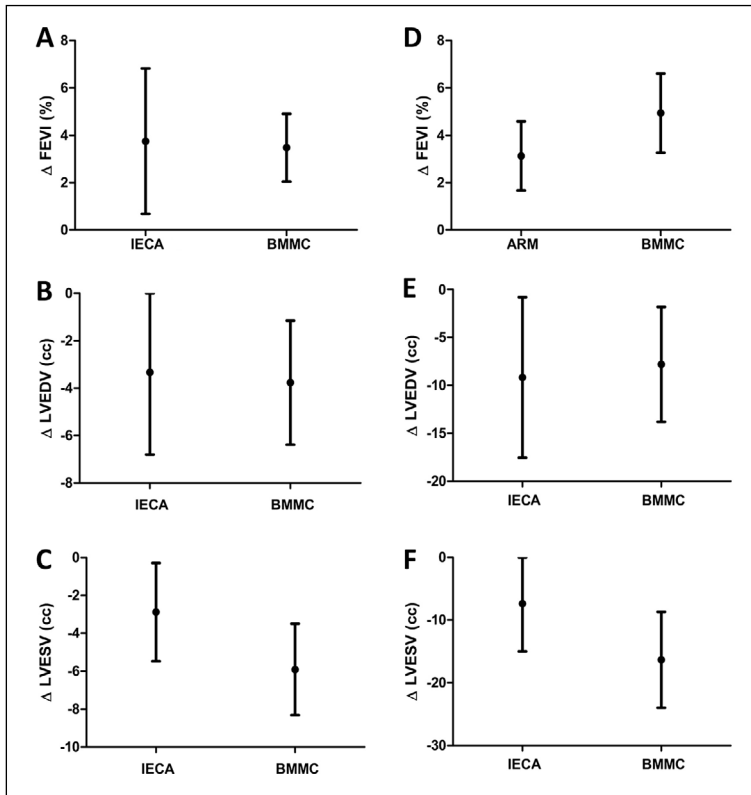 A
Δ FEVI (%)
8
6
4
2
0
IECA BMMC
D
Δ FEVI (%)
8
6
4
2
0
ARM BMMC
B
Δ LVEDV (cc)
0
-2
-4
-6
-8
IECA BMMC
E
Δ LVEDV (cc)
0
-5
-10
-15
-20
IECA BMMC
C
Δ LVESV (cc)
0
-2
-4
-6
-8
-10
IECA BMMC
F
Δ LVESV (cc)
0
-10
-20
-30
IECA BMMC